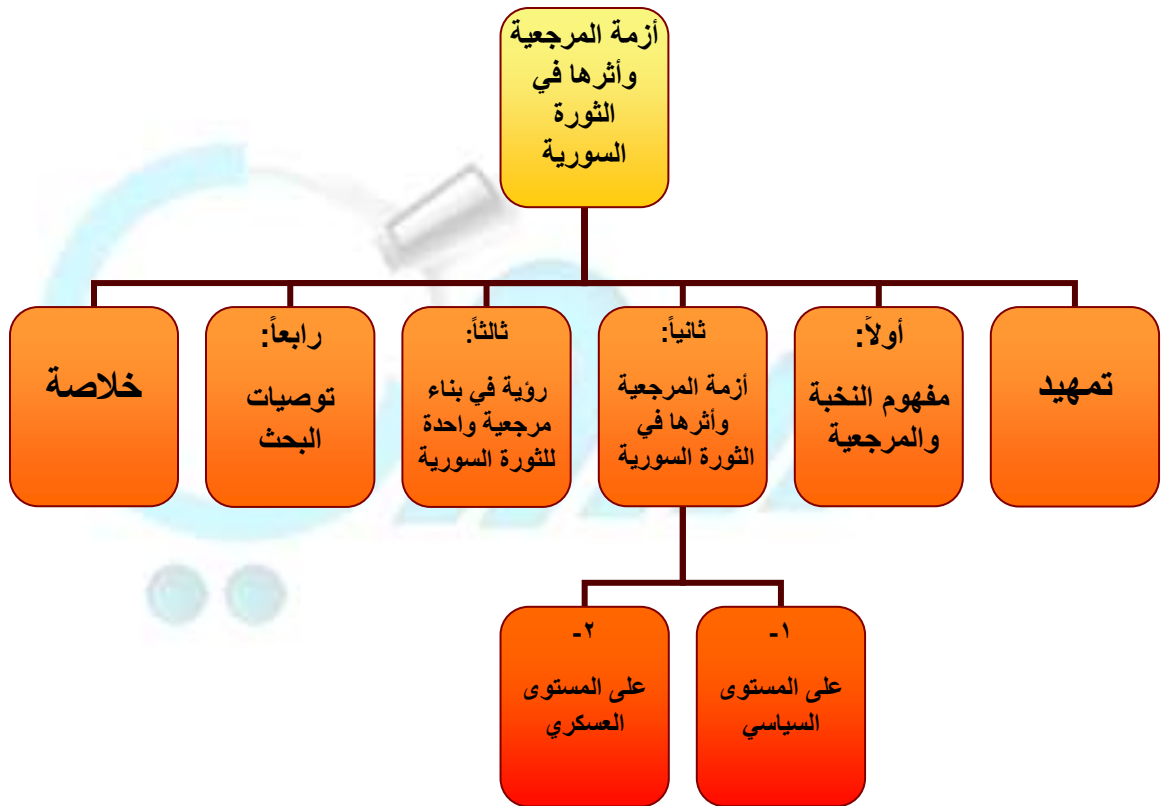 أزمة المرجعية
وأثرها في
الثورة
السورية
تمهيد
أولاً:
مفهوم النخبة
والمرجعية
ثانياً:
أزمة المرجعية
وأثرها في
الثورة السورية
ثالثاً:
رؤية في بناء
مرجعية واحدة
للثورة السورية
رابعاً:
توصيات
البحث
خلاصة
١-
على المستوى
السياسي
٢-
على المستوى
العسكري